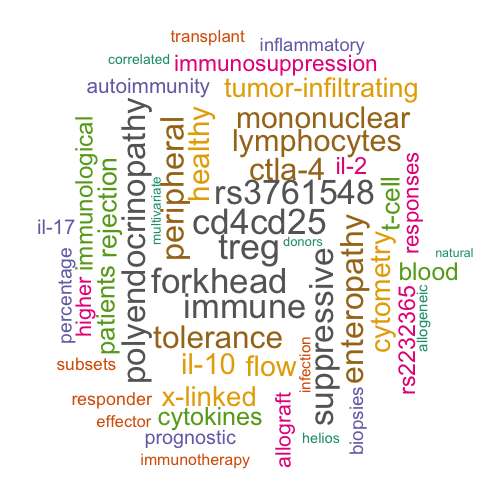 transplant
correlated
inflammatory
immunosuppression
autoimmunity
tumor-infiltrating
mononuclear
lymphocytes
ctla-4
il-2
healthy
peripheral
polyendocrinopathy
immunological
rejection
patients
multivariate
rs3761548
cd4cd25
treg
donors
t-cell
responses
il-17
percentage
higher
forkhead
immune
suppressive
enteropathy
cytometry
blood
natural
allogeneic
rs2232365
tolerance
il-10
flow
infection
subsets
responder
effector
x-linked
cytokines
prognostic
immunotherapy
allograft
helios
biopsies